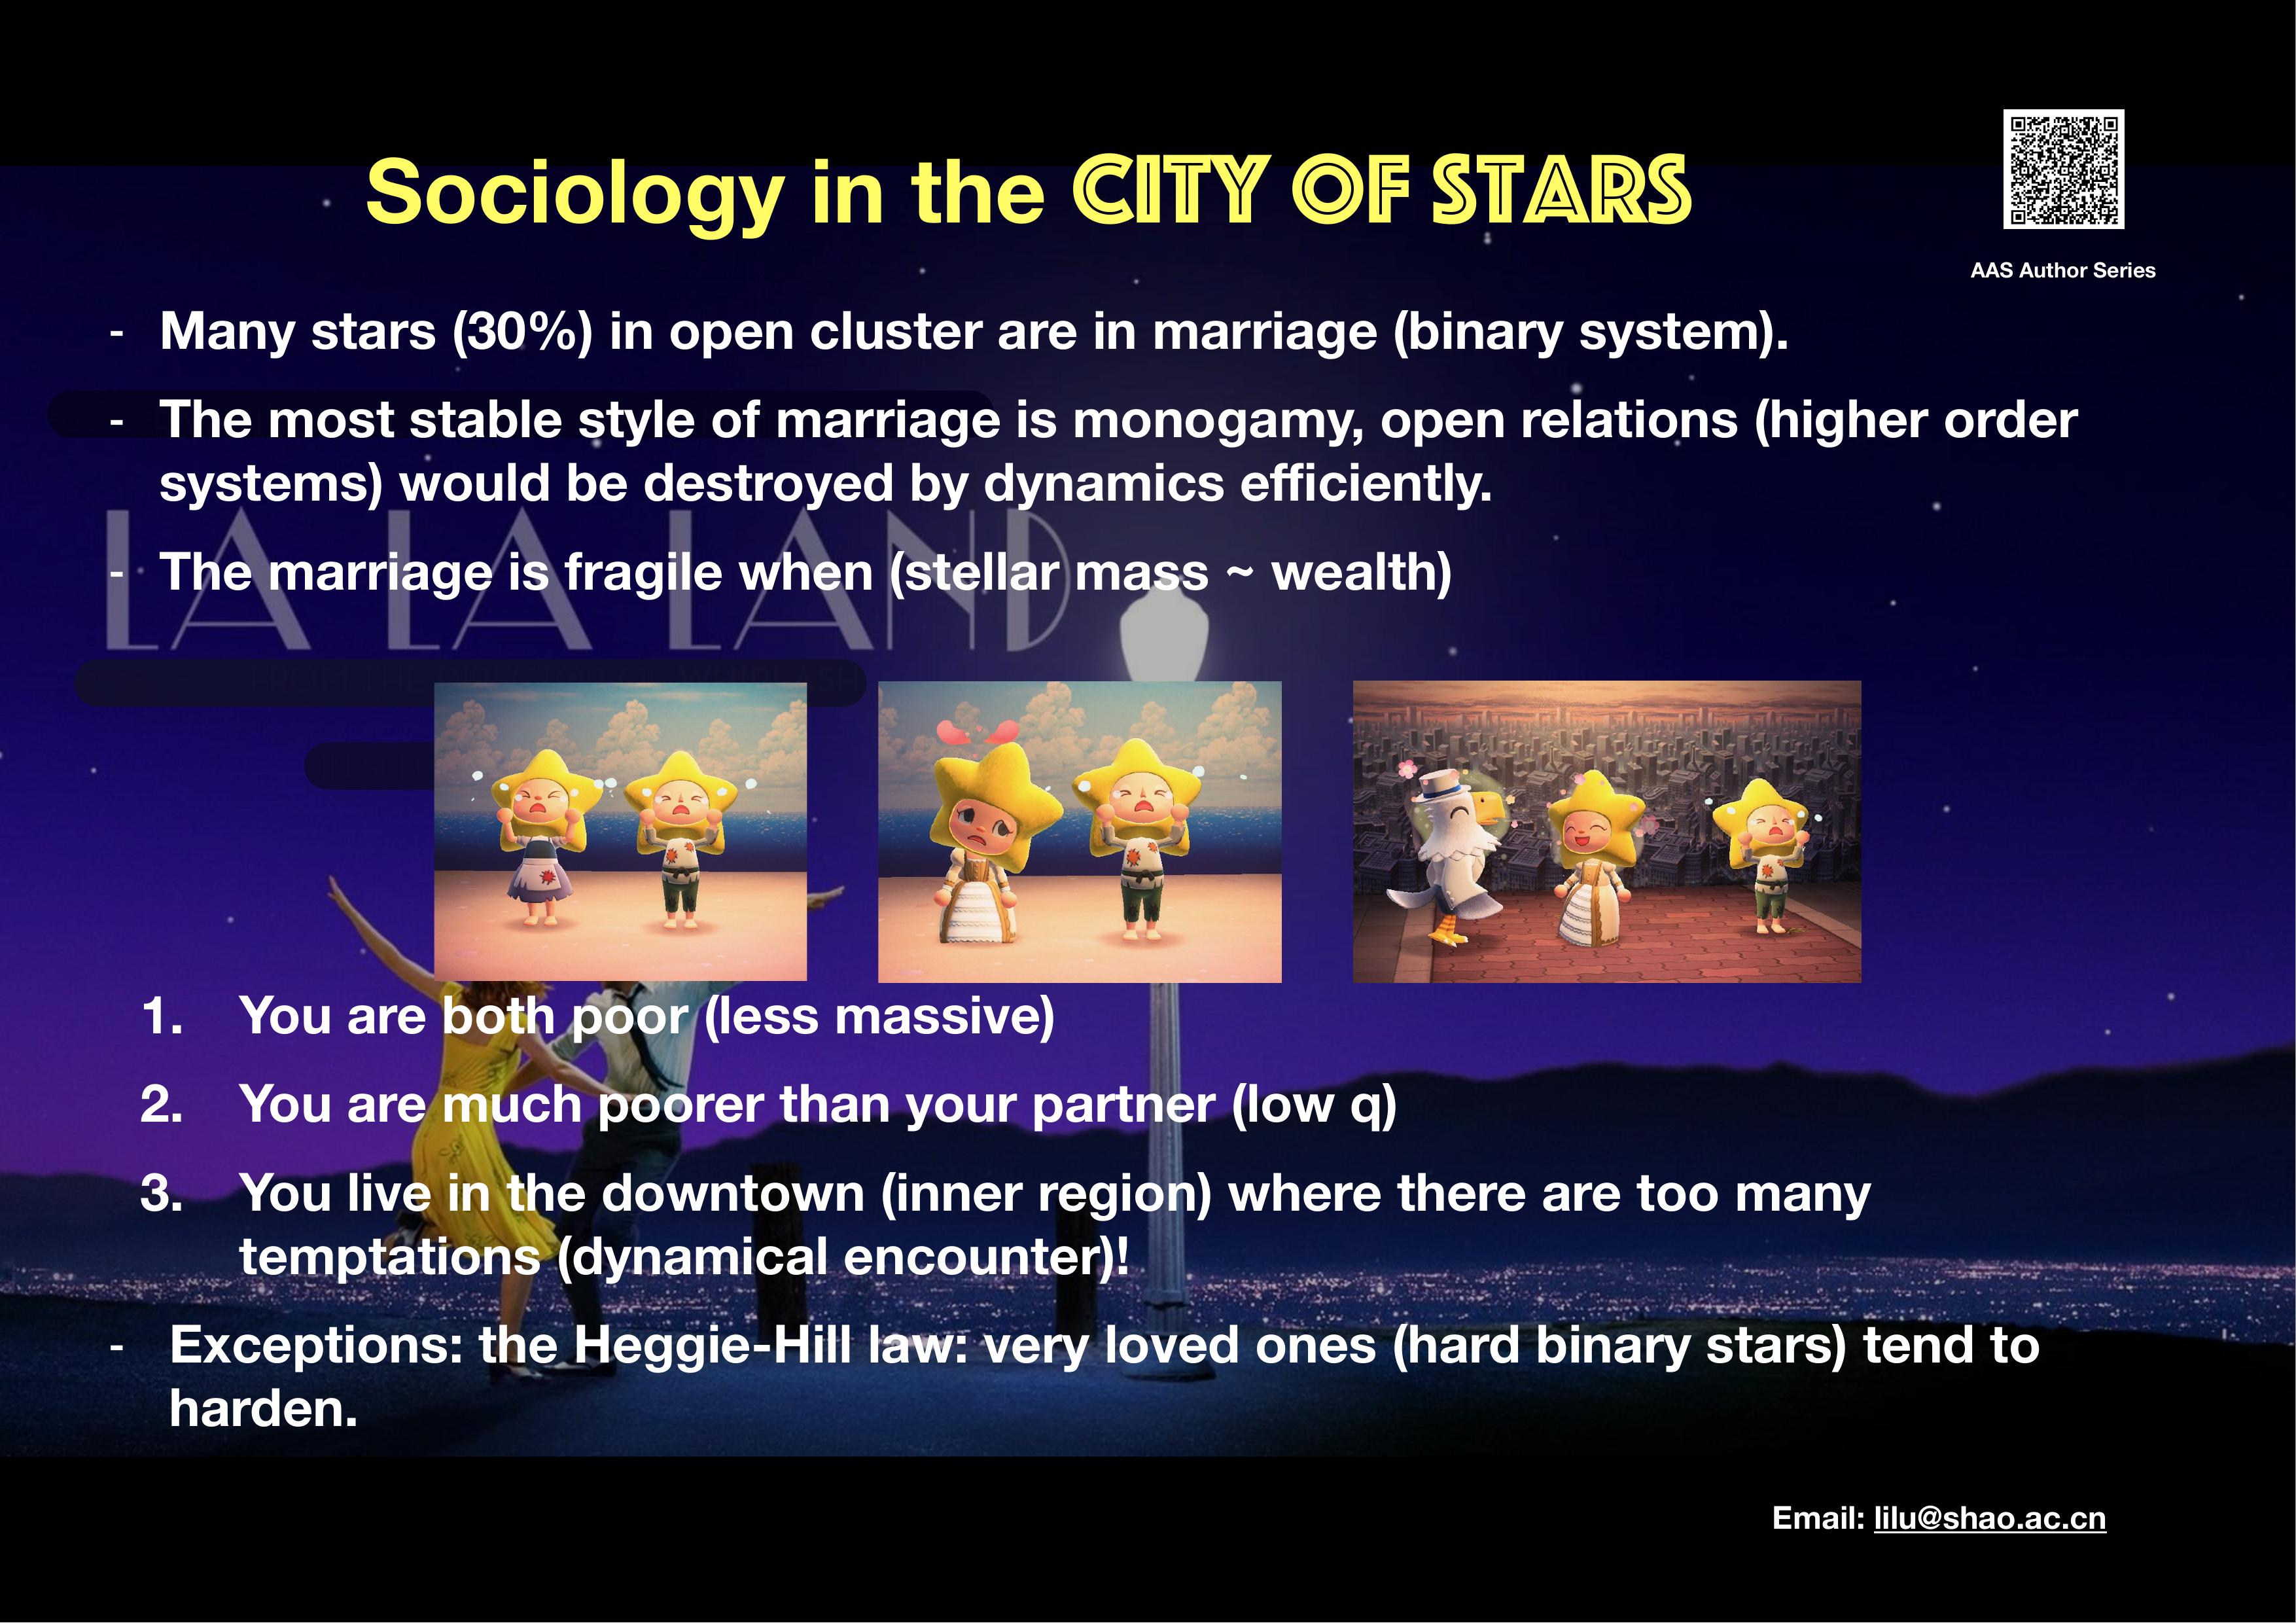 Sociology in the CITY OF STARS
AAS Author Series
- Many stars (30%) in open cluster are in marriage (binary system).
- The most stable style of marriage is monogamy, open relations (higher order
systems) would be destroyed by dynamics efficiently.
- The marriage is fragile when (stellar mass ~ wealth)
LA LA LAND
1. You are both poor (less massive)
2. You are much poorer than your partner (low q)
3. You live in the downtown (inner region) where there are too many
temptations (dynamical encounter)!
- Exceptions: the Heggie-Hill law: very loved ones (hard binary stars) tend to
harden.
Email: lilu@shao.ac.cn